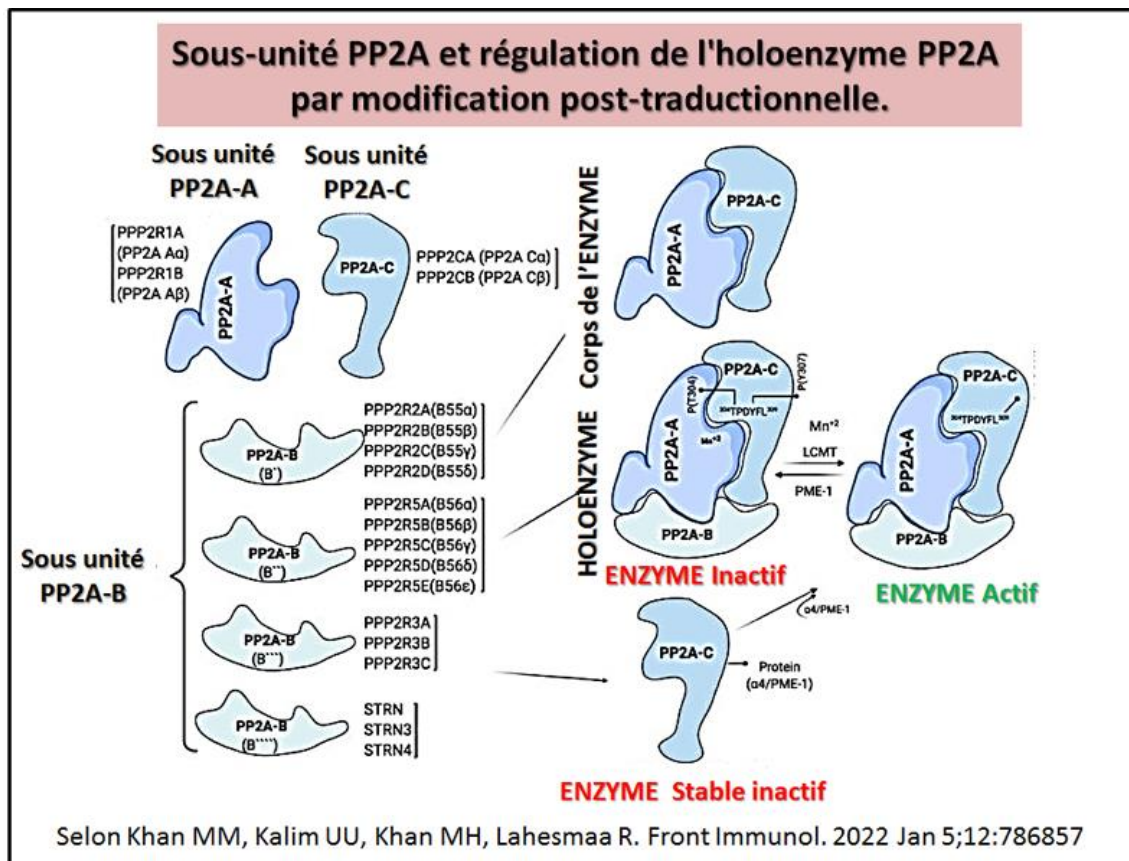 Sous-unité PP2A et régulation de l'holoenzyme PP2A
par modification post-traductionnelle.
Sous unité
PP2A-A
Sous unité
PP2A-C
PPP2R1A
(PP2A Aα)
PPP2R1B
(PP2A Aβ)
PP2A-A
PP2A-C
PPP2CA (PP2A Cα)
PPP2CB (PP2A Cβ)
Corps de l'ENZYME
PP2A-A
PP2A-C
Sous unité
PP2A-B
PP2A-B
(B`)
PPP2R2A(B55α)
PPP2R2B(B55β)
PPP2R2C(B55γ)
PPP2R2D(B55δ)
PP2A-B
(B``)
PPP2R5A(B56α)
PPP2R5B(B56β)
PPP2R5C(B56γ)
PPP2R5D(B56δ)
PPP2R5E(B56ε)
PP2A-B
(B```)
PPP2R3A
PPP2R3B
PPP2R3C
PP2A-B
(B````)
STRN
STRN3
STRN4
HOLOENZYME
PP2A-C
P(T304)
P(Y307)
³⁰⁴TPDYFL³⁰⁹
Mn⁺²
PP2A-A
PP2A-B
ENZYME Inactif
Mn⁺²
LCMT
PME-1
PP2A-C
³⁰⁴TPDYFL³⁰⁹
PP2A-A
PP2A-B
ENZYME Actif
α4/PME-1
PP2A-C
Protein
(α4/PME-1)
ENZYME Stable inactif
Selon Khan MM, Kalim UU, Khan MH, Lahesmaa R. Front Immunol. 2022 Jan 5;12:786857